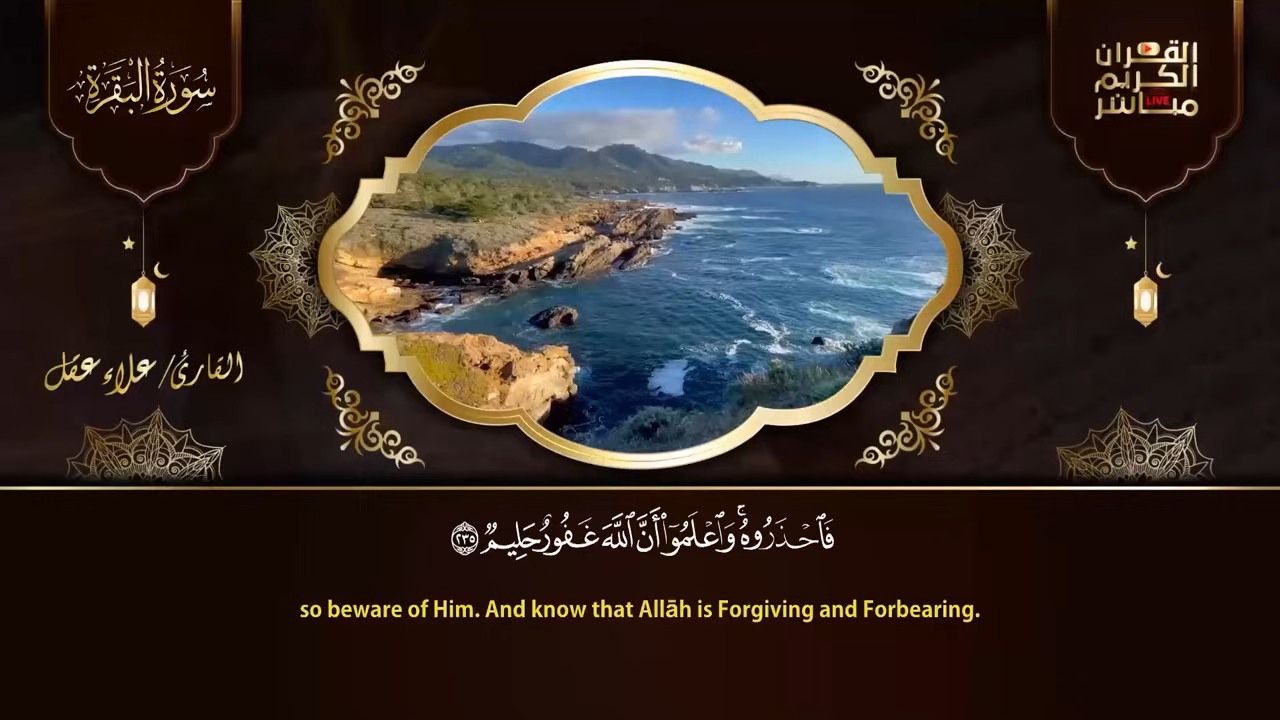 سُورَةُ البَقَرَةِ
القرآن
الكريم
مباشر
LIVE
القارئ/ علاء عقل
فَٱحۡذَرُوهُۚ وَٱعۡلَمُوٓاْ أَنَّ ٱللَّهَ غَفُورٌ حَلِيمٞ ٢٣٥
so beware of Him. And know that Allāh is Forgiving and Forbearing.